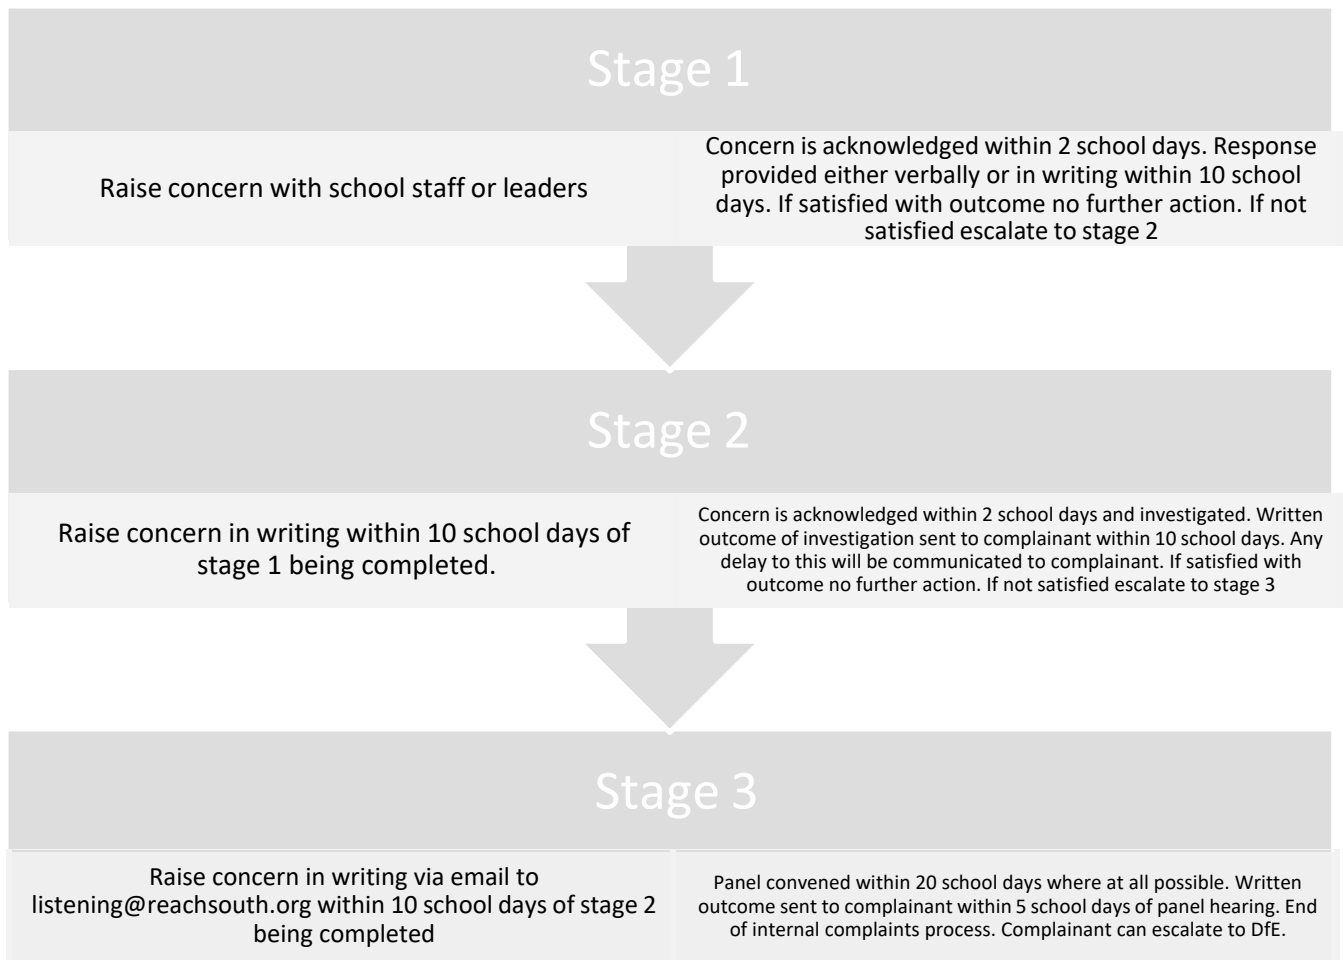 Stage 1
Raise concern with school staff or leaders
Concern is acknowledged within 2 school days. Response
provided either verbally or in writing within 10 school
days. If satisfied with outcome no further action. If not
satisfied escalate to stage 2
Stage 2
Raise concern in writing within 10 school days of
stage 1 being completed.
Concern is acknowledged within 2 school days and investigated. Written
outcome of investigation sent to complainant within 10 school days. Any
delay to this will be communicated to complainant. If satisfied with
outcome no further action. If not satisfied escalate to stage 3
Stage 3
Raise concern in writing via email to
listening@reachsouth.org within 10 school days of stage 2
being completed
Panel convened within 20 school days where at all possible. Written
outcome sent to complainant within 5 school days of panel hearing. End
of internal complaints process. Complainant can escalate to DfE.